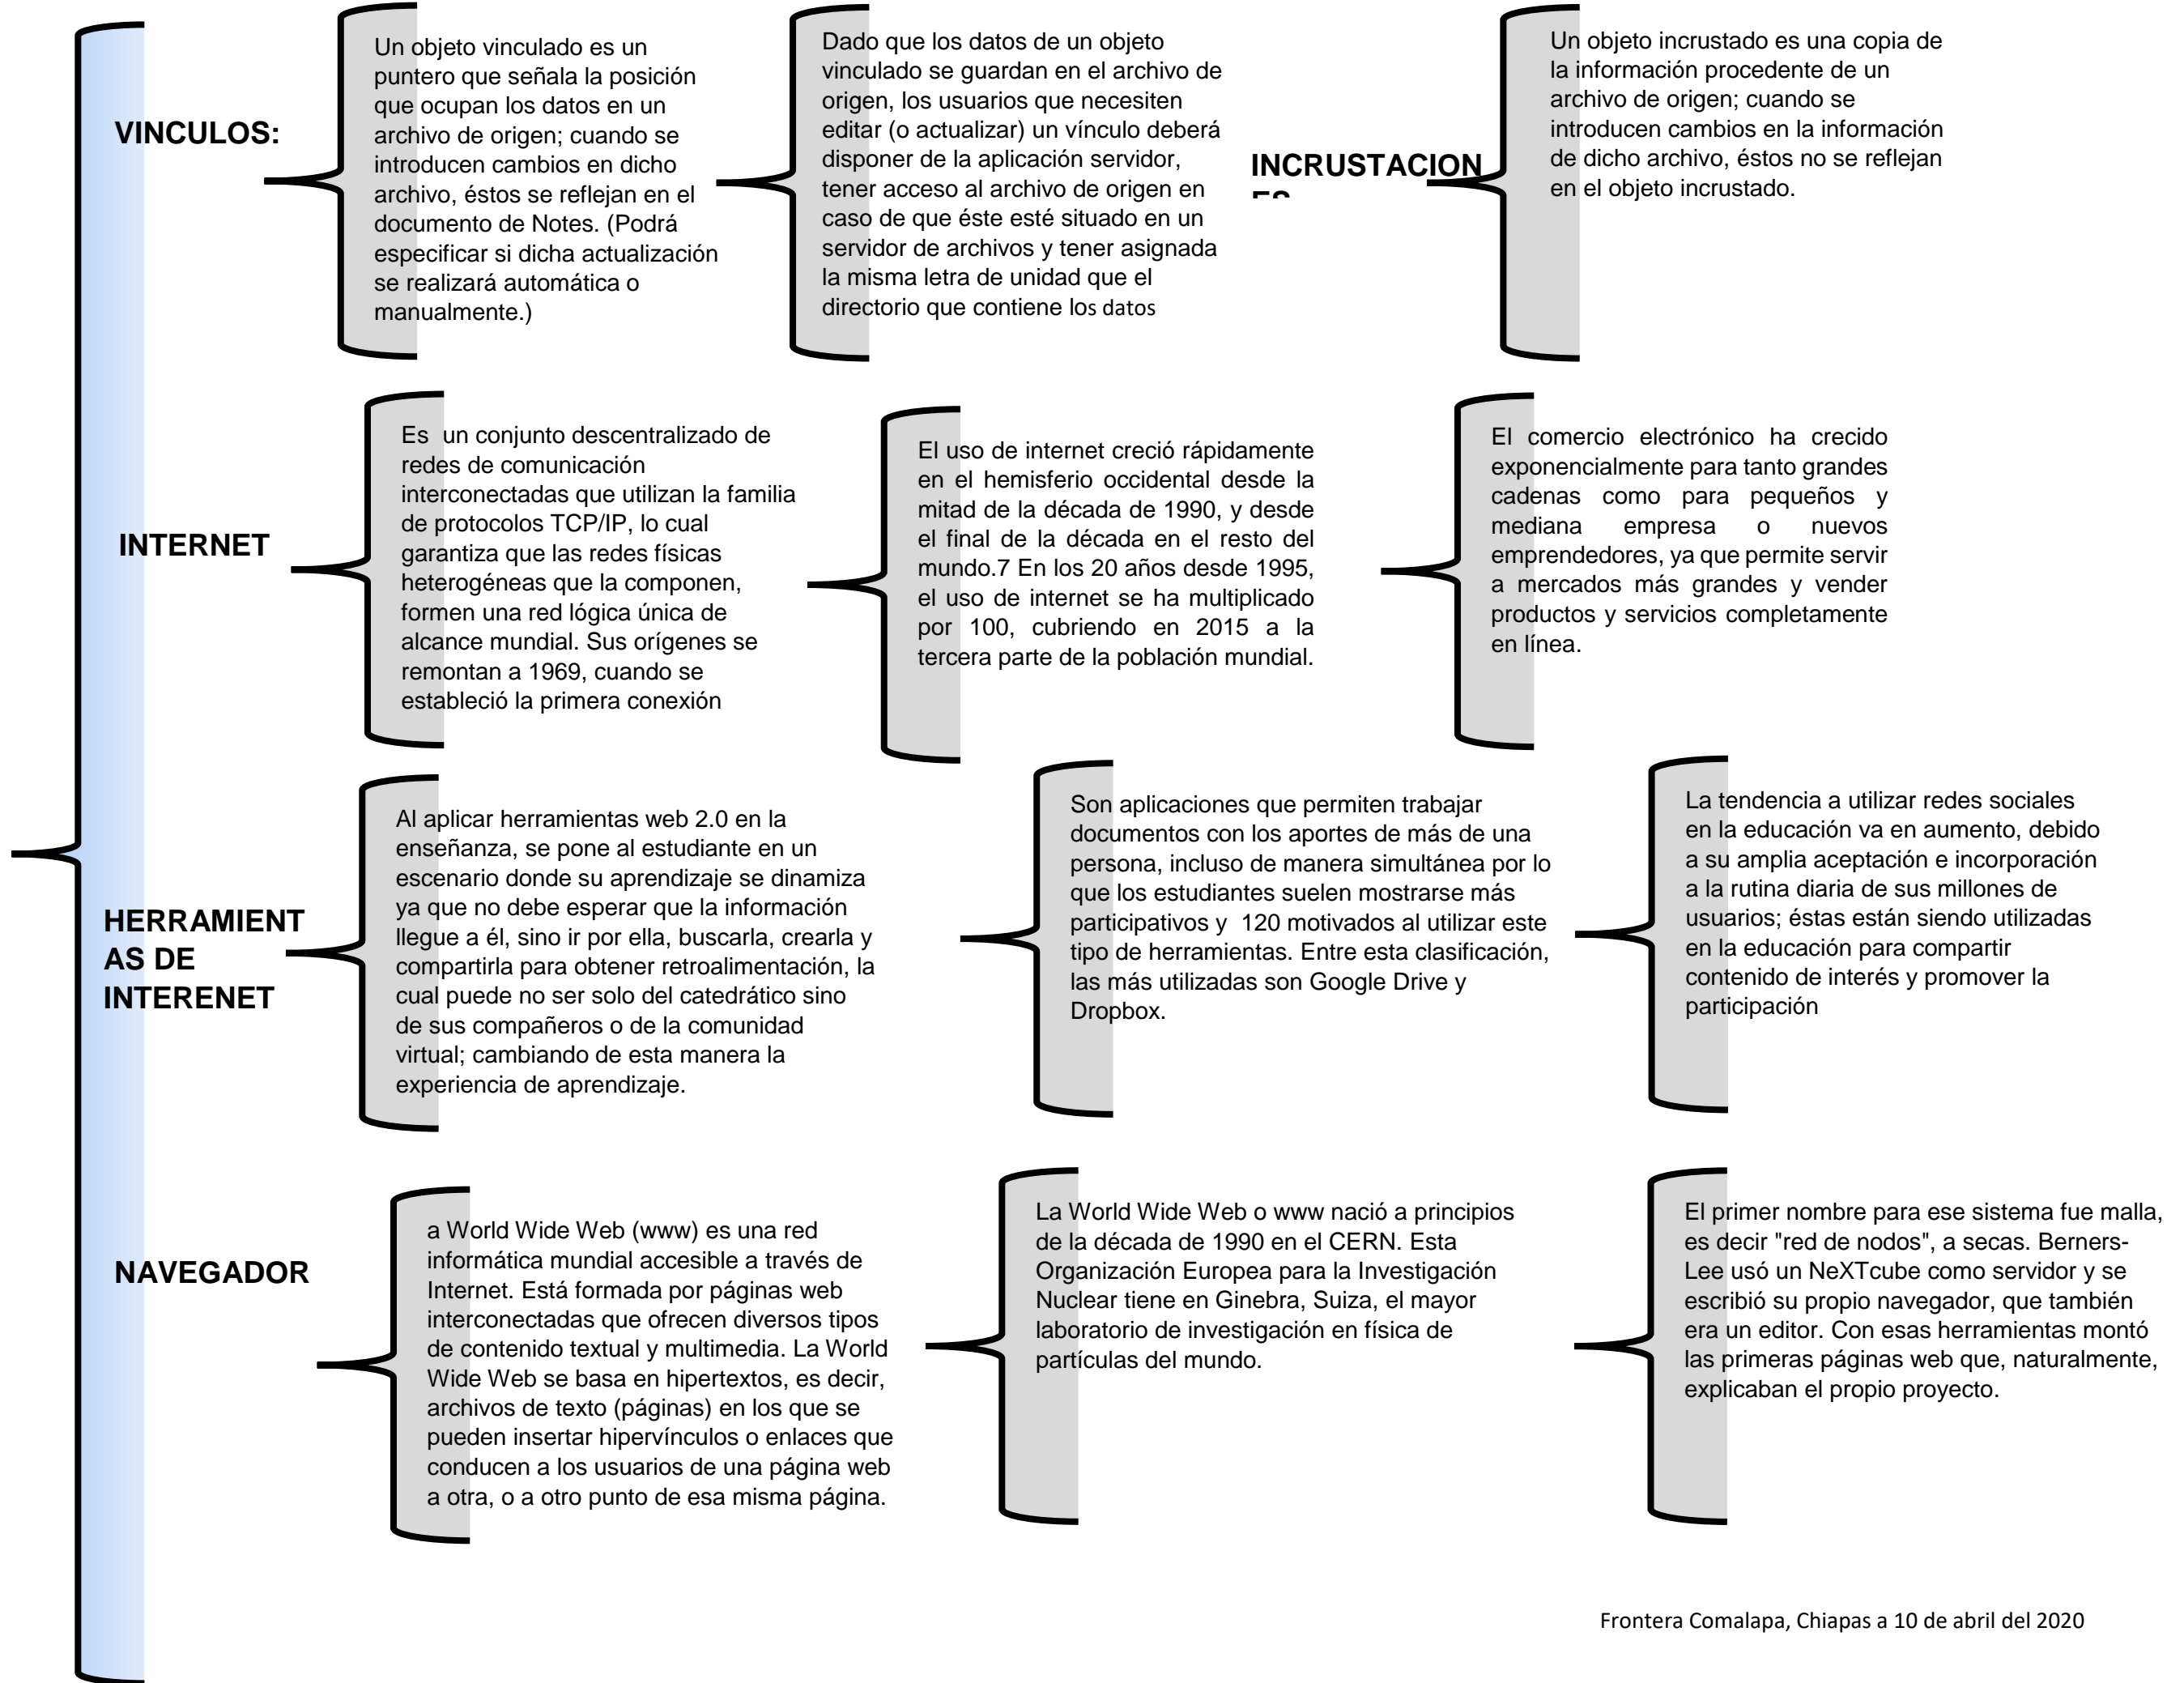 VINCULOS:
Un objeto vinculado es un
puntero que señala la posición
que ocupan los datos en un
archivo de origen; cuando se
introducen cambios en dicho
archivo, éstos se reflejan en el
documento de Notes. (Podrá
especificar si dicha actualización
se realizará automática o
manualmente.)
Dado que los datos de un objeto
vinculado se guardan en el archivo de
origen, los usuarios que necesiten
editar (o actualizar) un vínculo deberá
disponer de la aplicación servidor,
tener acceso al archivo de origen en
caso de que éste esté situado en un
servidor de archivos y tener asignada
la misma letra de unidad que el
directorio que contiene los datos
INCRUSTACION
ES
Un objeto incrustado es una copia de
la información procedente de un
archivo de origen; cuando se
introducen cambios en la información
de dicho archivo, éstos no se reflejan
en el objeto incrustado.
INTERNET
Es  un conjunto descentralizado de
redes de comunicación
interconectadas que utilizan la familia
de protocolos TCP/IP, lo cual
garantiza que las redes físicas
heterogéneas que la componen,
formen una red lógica única de
alcance mundial. Sus orígenes se
remontan a 1969, cuando se
estableció la primera conexión
El uso de internet creció rápidamente
en el hemisferio occidental desde la
mitad de la década de 1990, y desde
el final de la década en el resto del
mundo.7 En los 20 años desde 1995,
el uso de internet se ha multiplicado
por 100, cubriendo en 2015 a la
tercera parte de la población mundial.
El comercio electrónico ha crecido
exponencialmente para tanto grandes
cadenas como para pequeños y
mediana empresa o nuevos
emprendedores, ya que permite servir
a mercados más grandes y vender
productos y servicios completamente
en línea.
HERRAMIENT
AS DE
INTERENET
Al aplicar herramientas web 2.0 en la
enseñanza, se pone al estudiante en un
escenario donde su aprendizaje se dinamiza
ya que no debe esperar que la información
llegue a él, sino ir por ella, buscarla, crearla y
compartirla para obtener retroalimentación, la
cual puede no ser solo del catedrático sino
de sus compañeros o de la comunidad
virtual; cambiando de esta manera la
experiencia de aprendizaje.
Son aplicaciones que permiten trabajar
documentos con los aportes de más de una
persona, incluso de manera simultánea por lo
que los estudiantes suelen mostrarse más
participativos y  120 motivados al utilizar este
tipo de herramientas. Entre esta clasificación,
las más utilizadas son Google Drive y
Dropbox.
La tendencia a utilizar redes sociales
en la educación va en aumento, debido
a su amplia aceptación e incorporación
a la rutina diaria de sus millones de
usuarios; éstas están siendo utilizadas
en la educación para compartir
contenido de interés y promover la
participación
NAVEGADOR
a World Wide Web (www) es una red
informática mundial accesible a través de
Internet. Está formada por páginas web
interconectadas que ofrecen diversos tipos
de contenido textual y multimedia. La World
Wide Web se basa en hipertextos, es decir,
archivos de texto (páginas) en los que se
pueden insertar hipervínculos o enlaces que
conducen a los usuarios de una página web
a otra, o a otro punto de esa misma página.
La World Wide Web o www nació a principios
de la década de 1990 en el CERN. Esta
Organización Europea para la Investigación
Nuclear tiene en Ginebra, Suiza, el mayor
laboratorio de investigación en física de
partículas del mundo.
El primer nombre para ese sistema fue malla,
es decir "red de nodos", a secas. Berners-
Lee usó un NeXTcube como servidor y se
escribió su propio navegador, que también
era un editor. Con esas herramientas montó
las primeras páginas web que, naturalmente,
explicaban el propio proyecto.
Frontera Comalapa, Chiapas a 10 de abril del 2020